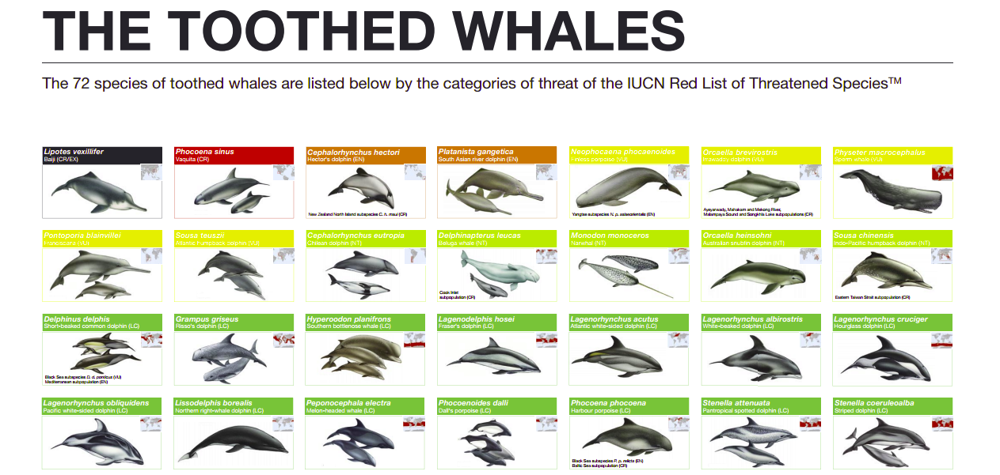 THE TOOTHED WHALES
The 72 species of toothed whales are listed below by the categories of threat of the IUCN Red List of Threatened Species™
Lipotes vexillifer
Baiji (CR/EX)
Phocoena sinus
Vaquita (CR)
Cephalorhynchus hectori
Hector's dolphin (EN)
New Zealand North Island subspecies C. h. maui (CR)
Platanista gangetica
South Asian river dolphin (EN)
Neophocaena phocaenoides
Finless porpoise (VU)
Yangtse subspecies N. p. asiaeorientalis (EN)
Orcaella brevirostris
Irrawaddy dolphin (VU)
Ayeyarwady, Mahakam and Mekong River,
Malampaya Sound and Songkhla Lake subpopulations (CR)
Physeter macrocephalus
Sperm whale (VU)
Pontoporia blainvillei
Franciscana (VU)
Sousa teuszii
Atlantic humpback dolphin (VU)
Cephalorhynchus eutropia
Chilean dolphin (NT)
Delphinapterus leucas
Beluga whale (NT)
Cook Inlet
subpopulation (CR)
Monodon monoceros
Narwhal (NT)
Orcaella heinsohni
Australian snubfin dolphin (NT)
Sousa chinensis
Indo-Pacific humpback dolphin (NT)
Eastern Taiwan Strait subpopulation (CR)
Delphinus delphis
Short-beaked common dolphin (LC)
Black Sea subspecies D. d. ponticus (VU)
Mediterranean subpopulation (EN)
Grampus griseus
Risso's dolphin (LC)
Hyperoodon planifrons
Southern bottlenose whale (LC)
Lagenodelphis hosei
Fraser's dolphin (LC)
Lagenorhynchus acutus
Atlantic white-sided dolphin (LC)
Lagenorhynchus albirostris
White-beaked dolphin (LC)
Lagenorhynchus cruciger
Hourglass dolphin (LC)
Lagenorhynchus obliquidens
Pacific white-sided dolphin (LC)
Lissodelphis borealis
Northern right-whale dolphin (LC)
Peponocephala electra
Melon-headed whale (LC)
Phocoenoides dalli
Dall's porpoise (LC)
Phocoena phocoena
Harbour porpoise (LC)
Black Sea subspecies P. p. relicta (EN)
Baltic Sea subpopulation (CR)
Stenella attenuata
Pantropical spotted dolphin (LC)
Stenella coeruleoalba
Striped dolphin (LC)